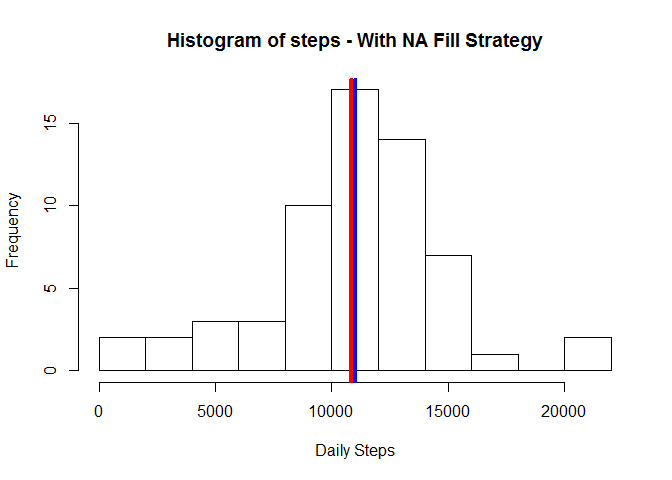 Histogram of steps - With NA Fill Strategy
15
10
5
0
Frequency
0 5000 10000 15000 20000
Daily Steps